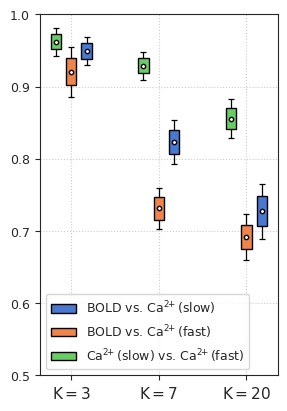 1.0
0.9
0.8
0.7
0.6
0.5
BOLD vs. Ca²⁺ (slow)
BOLD vs. Ca²⁺ (fast)
Ca²⁺ (slow) vs. Ca²⁺ (fast)
K = 3 K = 7 K = 20